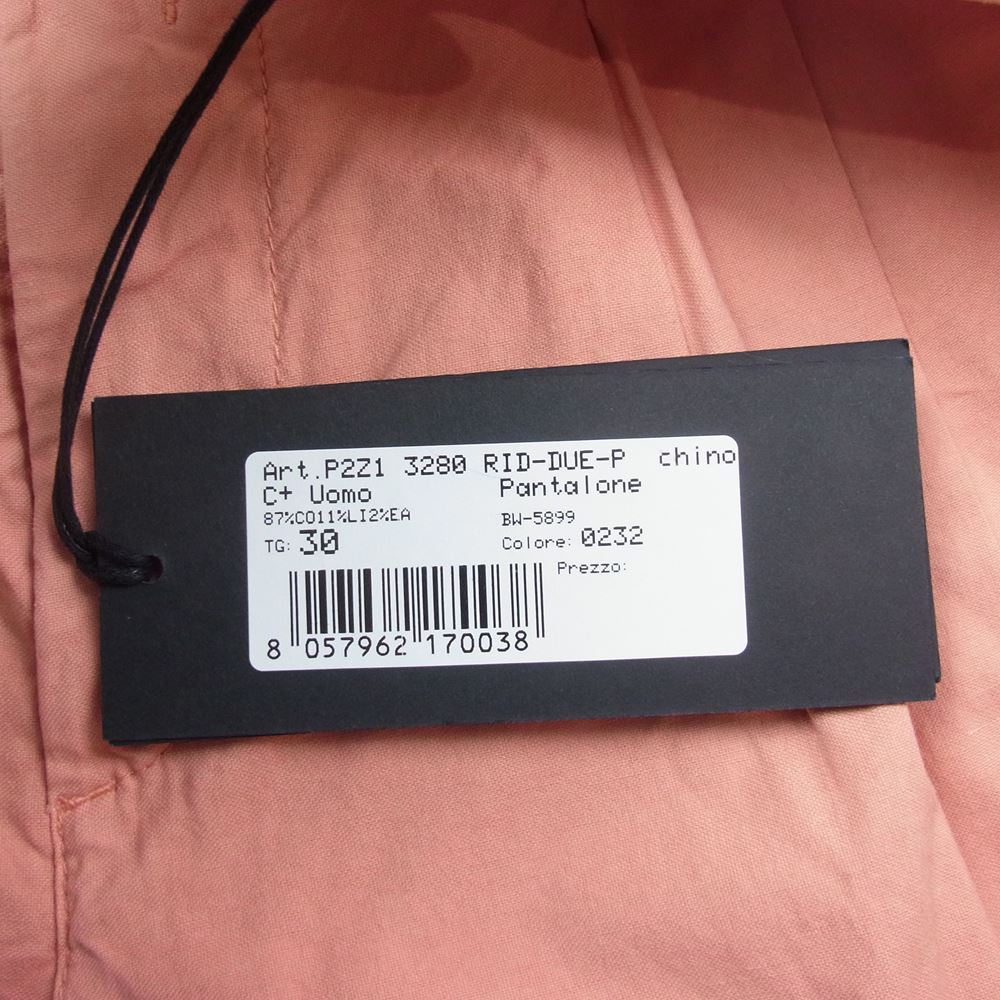 Art.P2Z1 3280 RID-DUE-P chino
C+ Uomo Pantalone
87%CO11%LI2%EA BW-5899
TG: 30 Colore: 0232
Prezzo:
8 057962 170038